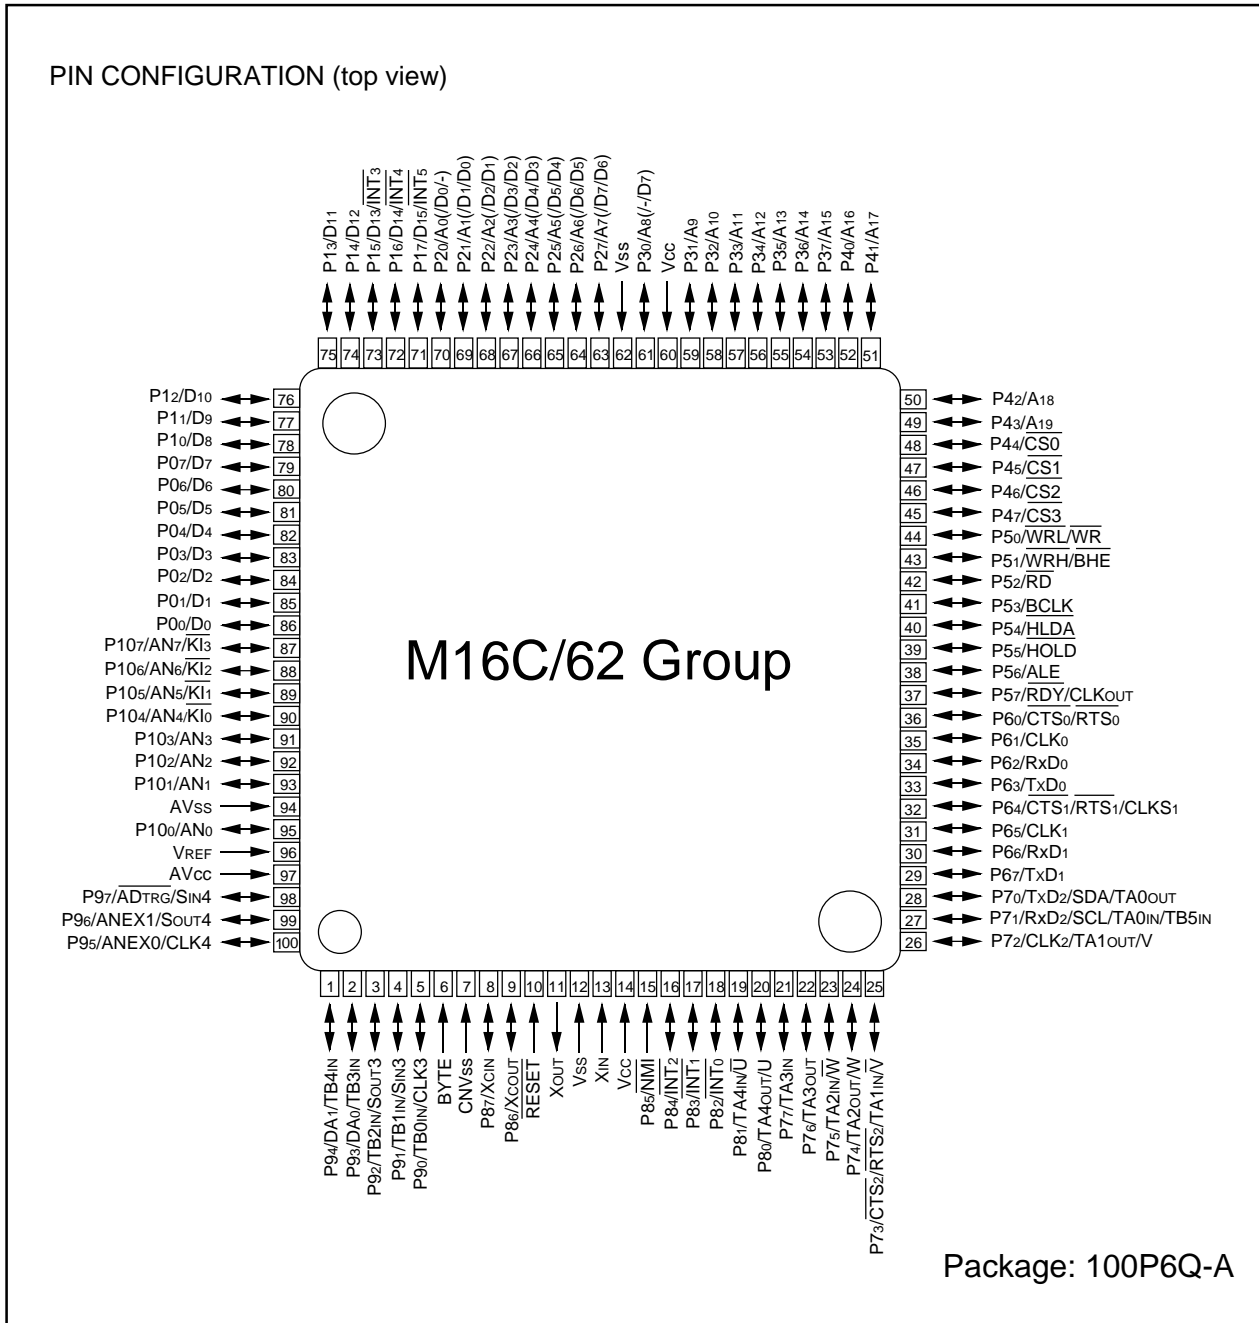 PIN CONFIGURATION (top view)
P13/D11
P14/D12
P15/D13/INT3
P16/D14/INT4
P17/D15/INT5
P20/A0(/D0/-)
P21/A1(/D1/D0)
P22/A2(/D2/D1)
P23/A3(/D3/D2)
P24/A4(/D4/D3)
P25/A5(/D5/D4)
P26/A6(/D6/D5)
P27/A7(/D7/D6)
Vss
P30/A8(/-/D7)
Vcc
P31/A9
P32/A10
P33/A11
P34/A12
P35/A13
P36/A14
P37/A15
P40/A16
P41/A17
75 74 73 72 71 70 69 68 67 66 65 64 63 62 61 60 59 58 57 56 55 54 53 52 51
P12/D10 76
P11/D9 77
P10/D8 78
P07/D7 79
P06/D6 80
P05/D5 81
P04/D4 82
P03/D3 83
P02/D2 84
P01/D1 85
P00/D0 86
P107/AN7/KI3 87
P106/AN6/KI2 88
P105/AN5/KI1 89
P104/AN4/KI0 90
P103/AN3 91
P102/AN2 92
P101/AN1 93
AVss 94
P100/AN0 95
VREF 96
AVcc 97
P97/ADTRG/SIN4 98
P96/ANEX1/SOUT4 99
P95/ANEX0/CLK4 100
M16C/62 Group
50 P42/A18
49 P43/A19
48 P44/CS0
47 P45/CS1
46 P46/CS2
45 P47/CS3
44 P50/WRL/WR
43 P51/WRH/BHE
42 P52/RD
41 P53/BCLK
40 P54/HLDA
39 P55/HOLD
38 P56/ALE
37 P57/RDY/CLKOUT
36 P60/CTS0/RTS0
35 P61/CLK0
34 P62/RxD0
33 P63/TXD0
32 P64/CTS1/RTS1/CLKS1
31 P65/CLK1
30 P66/RxD1
29 P67/TXD1
28 P70/TXD2/SDA/TA0OUT
27 P71/RxD2/SCL/TA0IN/TB5IN
26 P72/CLK2/TA1OUT/V
1 2 3 4 5 6 7 8 9 10 11 12 13 14 15 16 17 18 19 20 21 22 23 24 25
P94/DA1/TB4IN
P93/DA0/TB3IN
P92/TB2IN/SOUT3
P91/TB1IN/SIN3
P90/TB0IN/CLK3
BYTE
CNVss
P87/XCIN
P86/XCOUT
RESET
XOUT
VSS
XIN
VCC
P85/NMI
P84/INT2
P83/INT1
P82/INT0
P81/TA4IN/U
P80/TA4OUT/U
P77/TA3IN
P76/TA3OUT
P75/TA2IN/W
P74/TA2OUT/W
P73/CTS2/RTS2/TA1IN/V
Package: 100P6Q-A